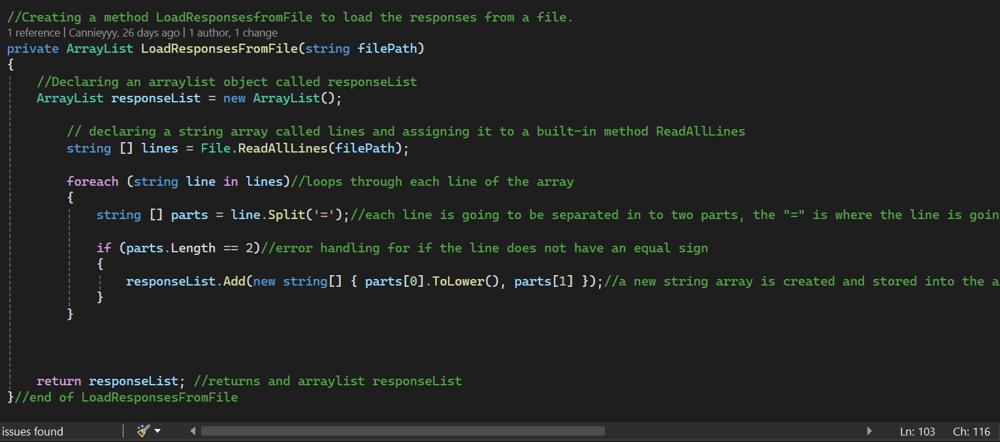 //Creating a method LoadResponsesfromFile to load the responses from a file.
1 reference | Cannieyyy, 26 days ago | 1 author, 1 change
private ArrayList LoadResponsesFromFile(string filePath)
{
//Declaring an arraylist object called responseList
ArrayList responseList = new ArrayList();
// declaring a string array called lines and assigning it to a built-in method ReadAllLines
string [] lines = File.ReadAllLines(filePath);
foreach (string line in lines)//loops through each line of the array
{
string [] parts = line.Split('=');//each line is going to be separated in to two parts, the "=" is where the line is goin
if (parts.Length == 2)//error handling for if the line does not have an equal sign
{
responseList.Add(new string[] { parts[0].ToLower(), parts[1] });//a new string array is created and stored into the a
}
}
return responseList; //returns and arraylist responseList
}//end of LoadResponsesFromFile
issues found
Ln: 103 Ch: 116